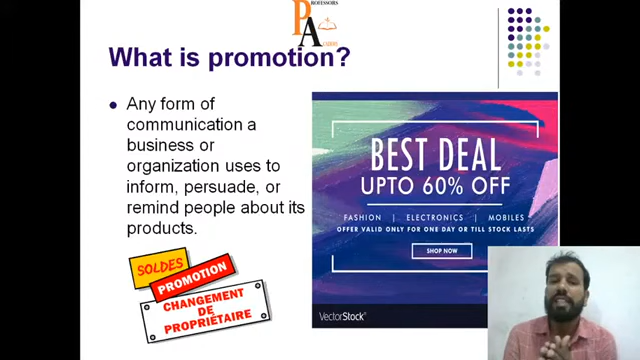 PROFESSORS
PA
ACADEMY
What is promotion?
Any form of
communication a
business or
organization uses to
inform, persuade, or
remind people about its
products.
BEST DEAL
UPTO 60% OFF
FASHION | ELECTRONICS | MOBILES
OFFER VALID ONLY FOR ONE DAY OR TILL STOCK LASTS
SHOP NOW
VectorStock®
SOLDES
PROMOTION
CHANGEMENT
DE
PROPRIÉTAIRE